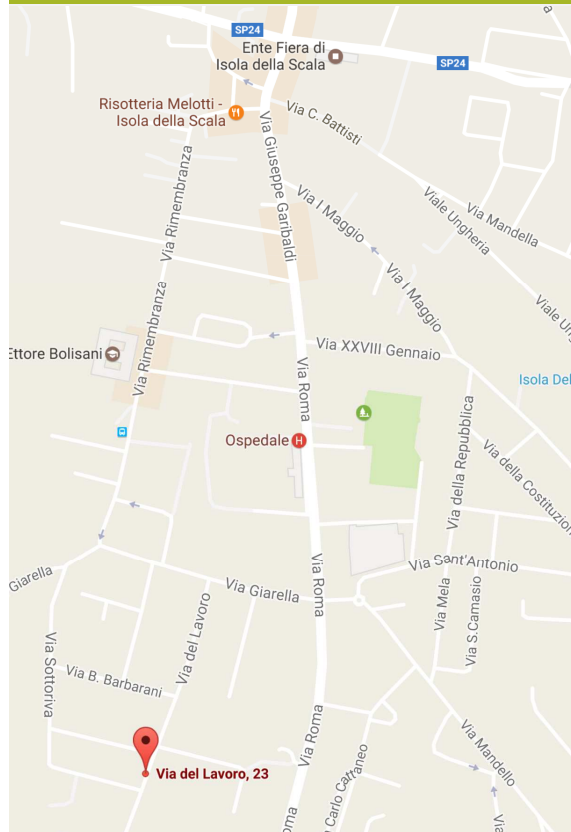 SP24
Ente Fiera di
Isola della Scala
SP24
Risotteria Melotti -
Isola della Scala
Via C. Battisti
Via Giuseppe Garibaldi
Via Rimembranza
Via I Maggio
Viale Ungheria
Via Mandella
Via I Maggio
Viale Un
Via Rimembranza
Ettore Bolisani
Via XXVIII Gennaio
Via Roma
Isola Del
H
Ospedale
Via della Repubblica
Via della Costituzion
Via Roma
Via Sant'Antonio
Giarella
Via Giarella
Via del Lavoro
Via Mela
Via S.Camasio
Via Sottoriva
Via B. Barbarani
Via Roma
Via Mandello
Via del Lavoro, 23
Carlo Cattaneo
oma
Via